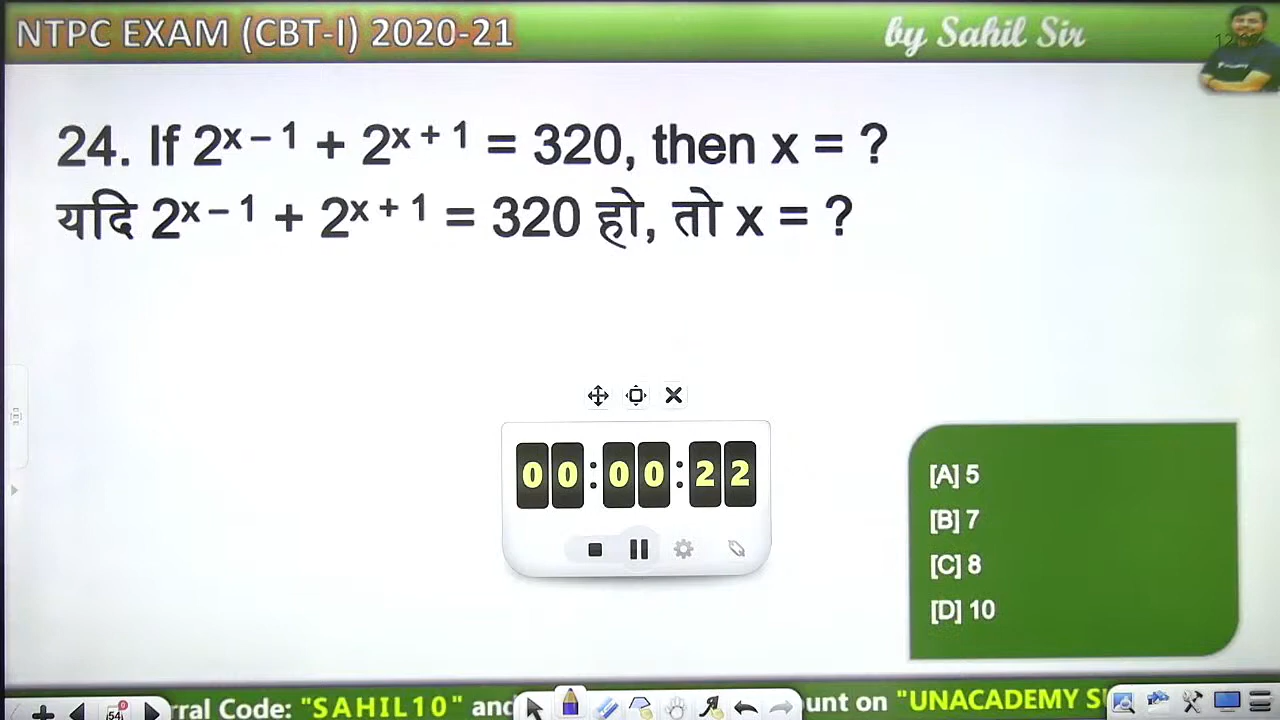 NTPC EXAM (CBT-I) 2020-21
by Sahil Sir
24. If 2ˣ⁻¹ + 2ˣ⁺¹ = 320, then x = ?
यदि 2ˣ⁻¹ + 2ˣ⁺¹ = 320 हो, तो x = ?
00:00:22
[A] 5
[B] 7
[C] 8
[D] 10
54
rral Code: "SAHIL10" and
unt on "UNACADEMY S